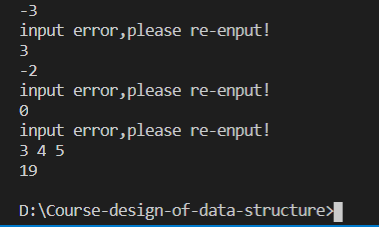 -3
input error,please re-enput!
3
-2
input error,please re-enput!
0
input error,please re-enput!
3 4 5
19
D:\Course-design-of-data-structure>